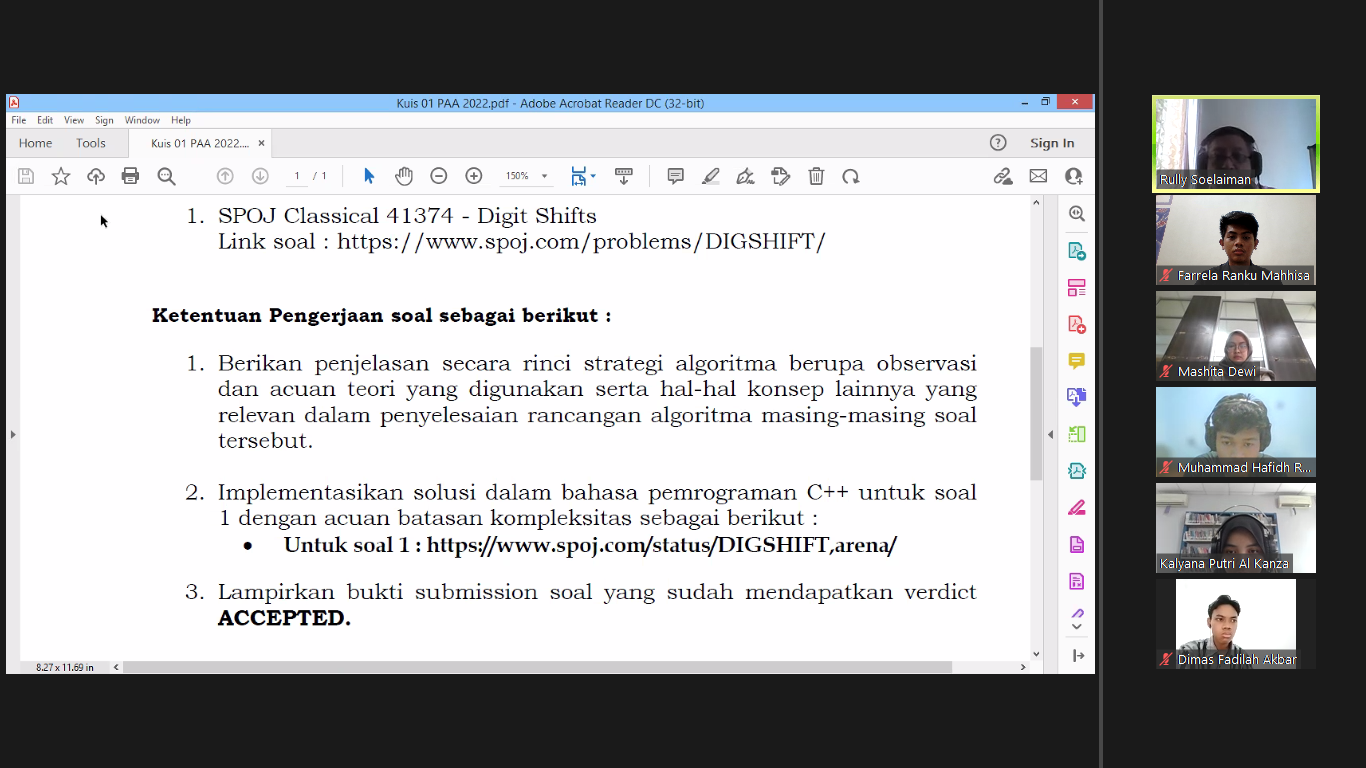 Kuis 01 PAA 2022.pdf - Adobe Acrobat Reader DC (32-bit)
File Edit View Sign Window Help
Home Tools Kuis 01 PAA 2022.... × Sign In
1 / 1 150%
1. SPOJ Classical 41374 - Digit Shifts
Link soal : https://www.spoj.com/problems/DIGSHIFT/
Ketentuan Pengerjaan soal sebagai berikut :
1. Berikan penjelasan secara rinci strategi algoritma berupa observasi
dan acuan teori yang digunakan serta hal-hal konsep lainnya yang
relevan dalam penyelesaian rancangan algoritma masing-masing soal
tersebut.
2. Implementasikan solusi dalam bahasa pemrograman C++ untuk soal
1 dengan acuan batasan kompleksitas sebagai berikut :
• Untuk soal 1 : https://www.spoj.com/status/DIGSHIFT,arena/
3. Lampirkan bukti submission soal yang sudah mendapatkan verdict
ACCEPTED.
8.27 x 11.69 in
Rully Soelaiman
Farrela Ranku Mahhisa
Mashita Dewi
Muhammad Hafidh R...
Kalyana Putri Al Kanza
Dimas Fadilah Akbar